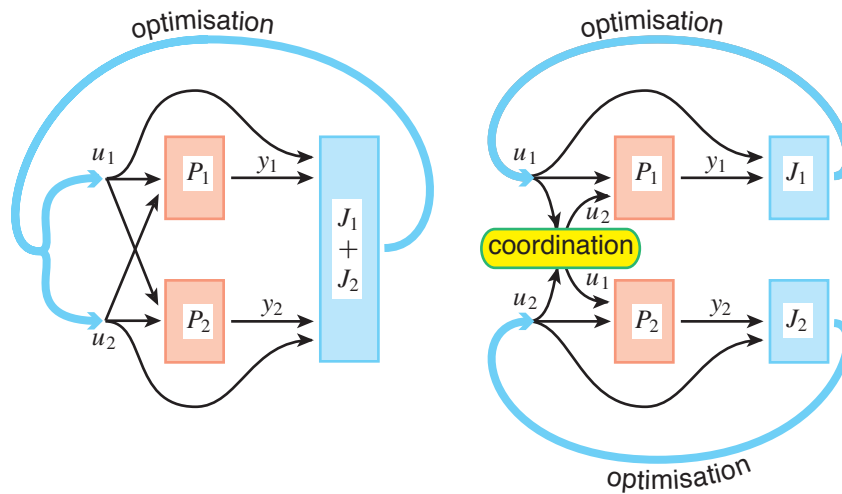 optimisation
u1
P1
y1
J1
+
J2
P2
y2
u2
optimisation
u1
P1
y1
J1
u2
coordination
u1
u2
P2
y2
J2
optimisation